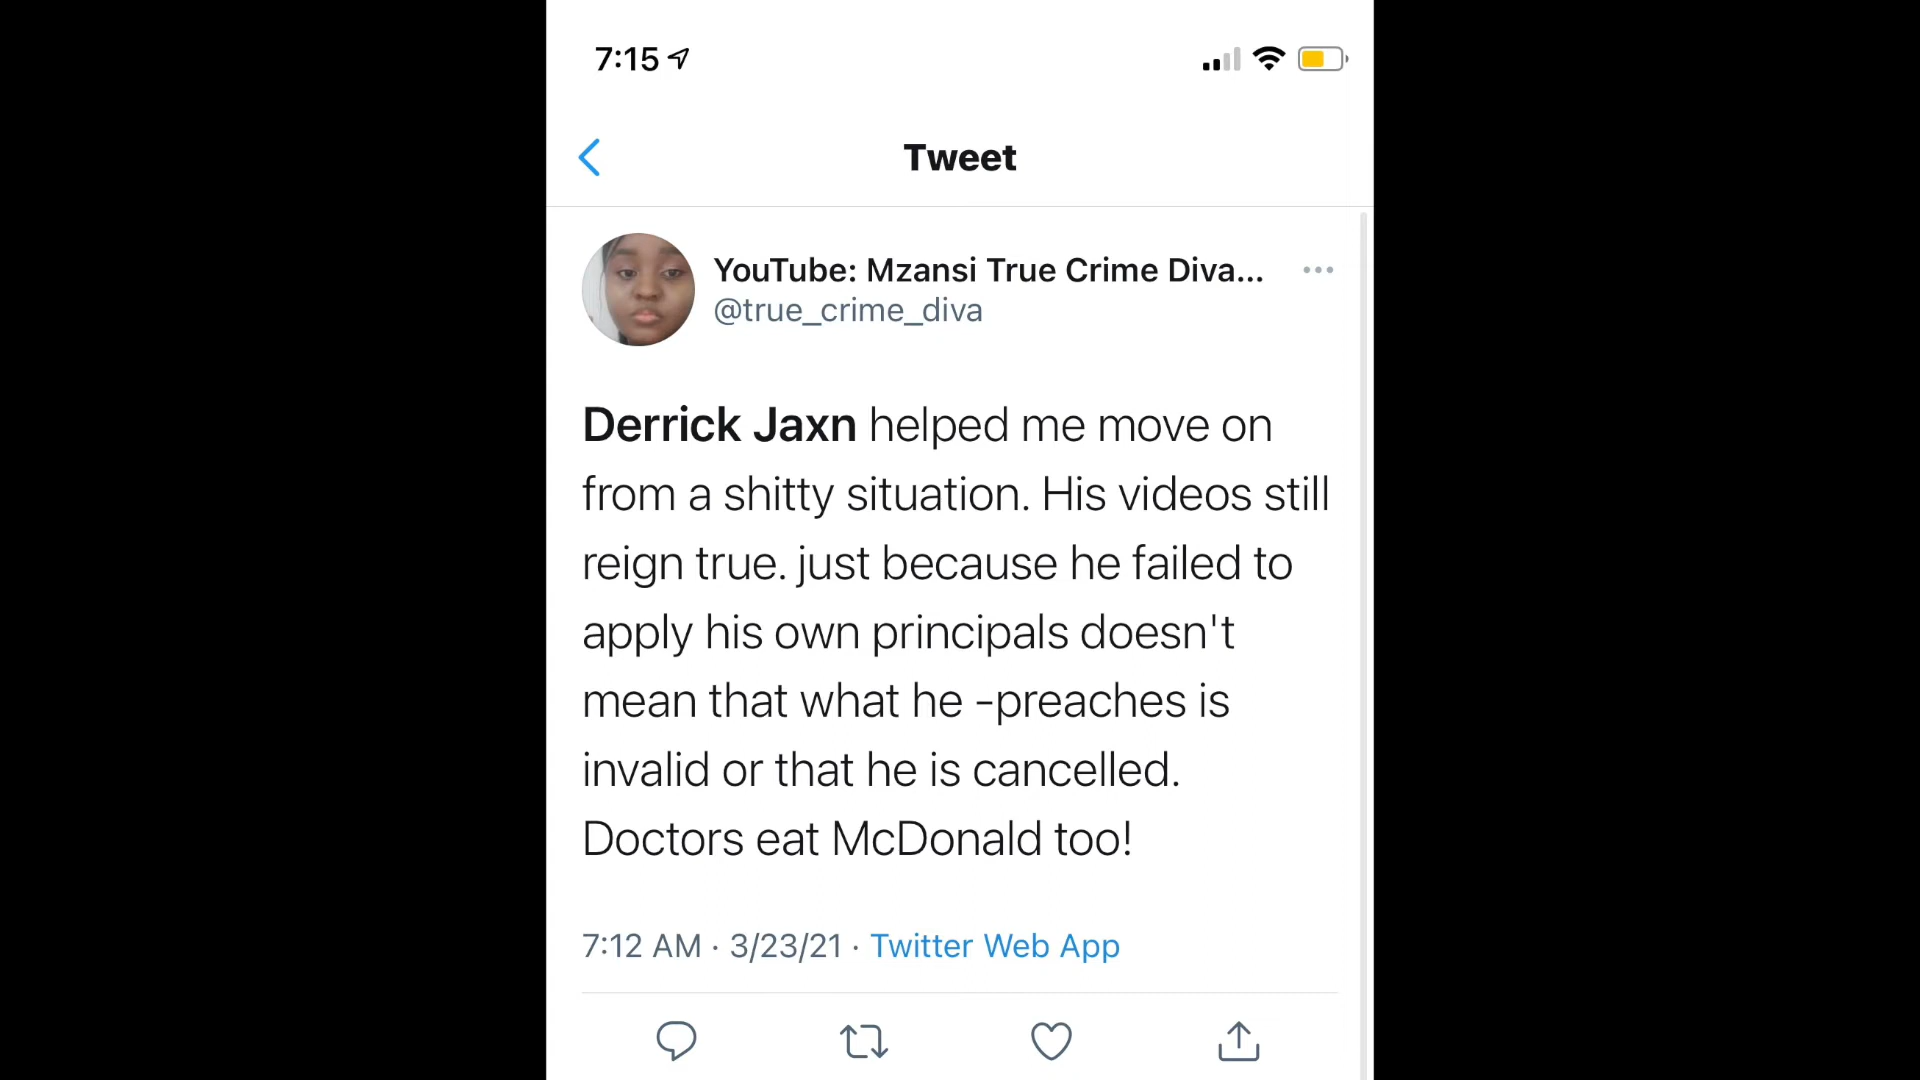 7:15
Tweet
YouTube: Mzansi True Crime Diva...
@true_crime_diva
Derrick Jaxn helped me move on
from a shitty situation. His videos still
reign true. just because he failed to
apply his own principals doesn't
mean that what he -preaches is
invalid or that he is cancelled.
Doctors eat McDonald too!
7:12 AM · 3/23/21 · Twitter Web App